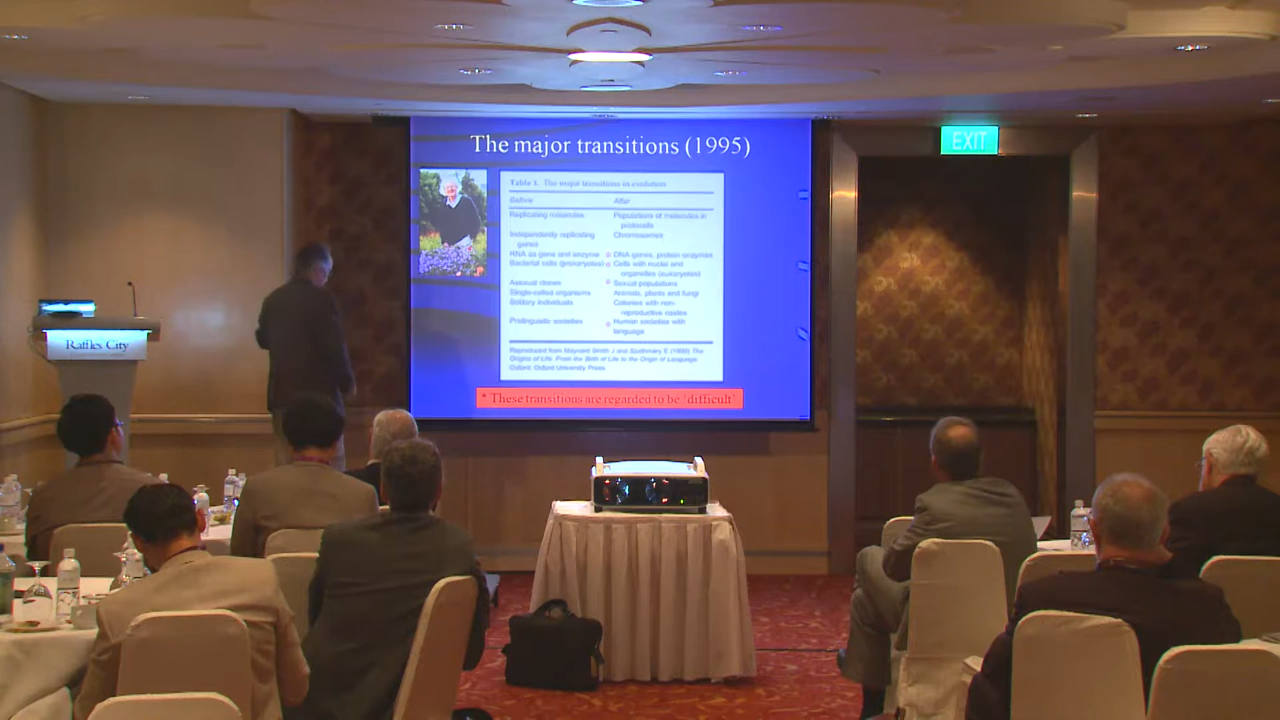 EXIT
The major transitions (1995)
Table 1. The major transitions in evolution
Before After
Replicating molecules Populations of molecules in
protocells
Independently replicating Chromosomes
genes
RNA as gene and enzyme DNA genes, protein enzymes
Bacterial cells (prokaryotes) Cells with nuclei and
organelles (eukaryotes)
Asexual clones Sexual populations
Single-celled organisms Animals, plants and fungi
Solitary individuals Colonies with non-
reproductive castes
Prelinguistic societies Human societies with
language
Reproduced from Maynard Smith J and Szathmary E (1995) The
Origins of Life. From the Birth of Life to the Origin of Language.
Oxford: Oxford University Press.
* These transitions are regarded to be 'difficult'
Raffles City